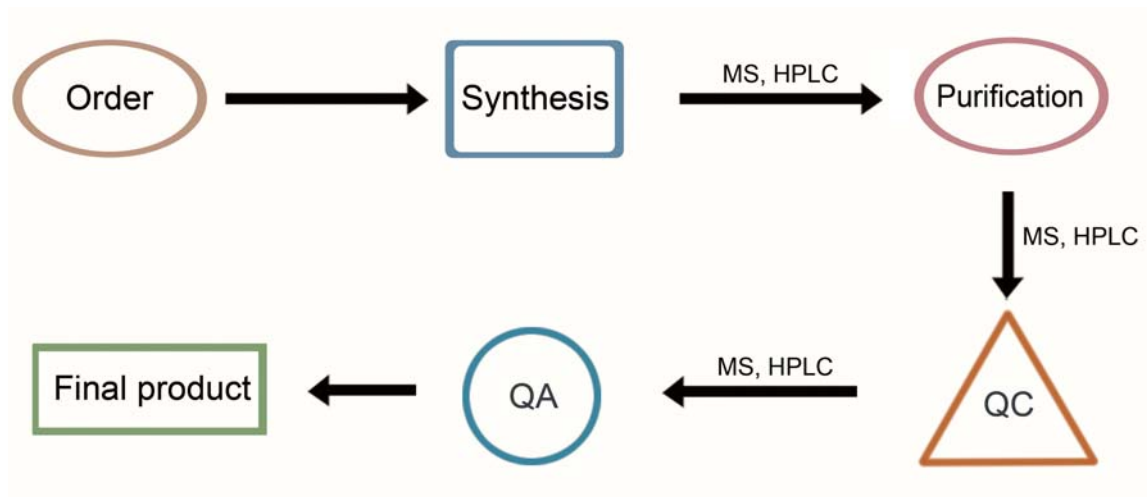 Order
Synthesis
MS, HPLC
Purification
MS, HPLC
QC
MS, HPLC
QA
Final product